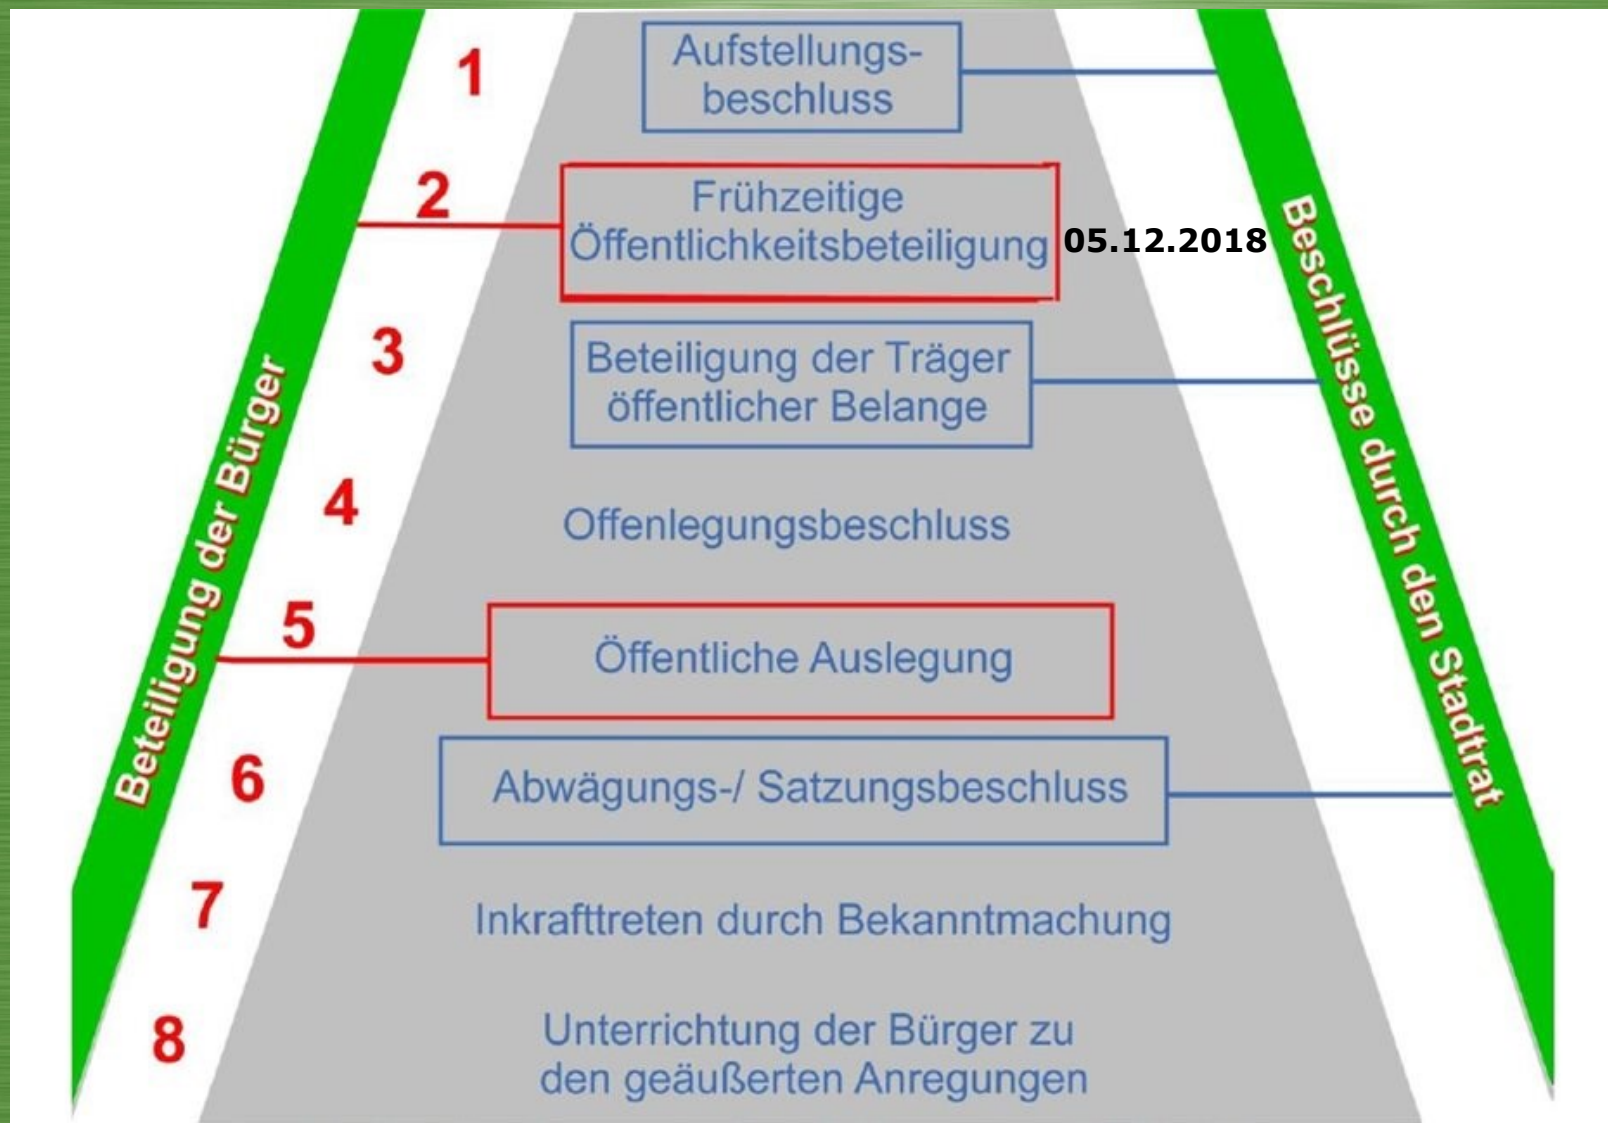 1
Aufstellungs-
beschluss
2
Frühzeitige
Öffentlichkeitsbeteiligung
05.12.2018
3
Beteiligung der Träger
öffentlicher Belange
4
Offenlegungsbeschluss
5
Öffentliche Auslegung
6
Abwägungs-/ Satzungsbeschluss
7
Inkrafttreten durch Bekanntmachung
8
Unterrichtung der Bürger zu
den geäußerten Anregungen
Beteiligung der Bürger
Beschlüsse durch den Stadtrat